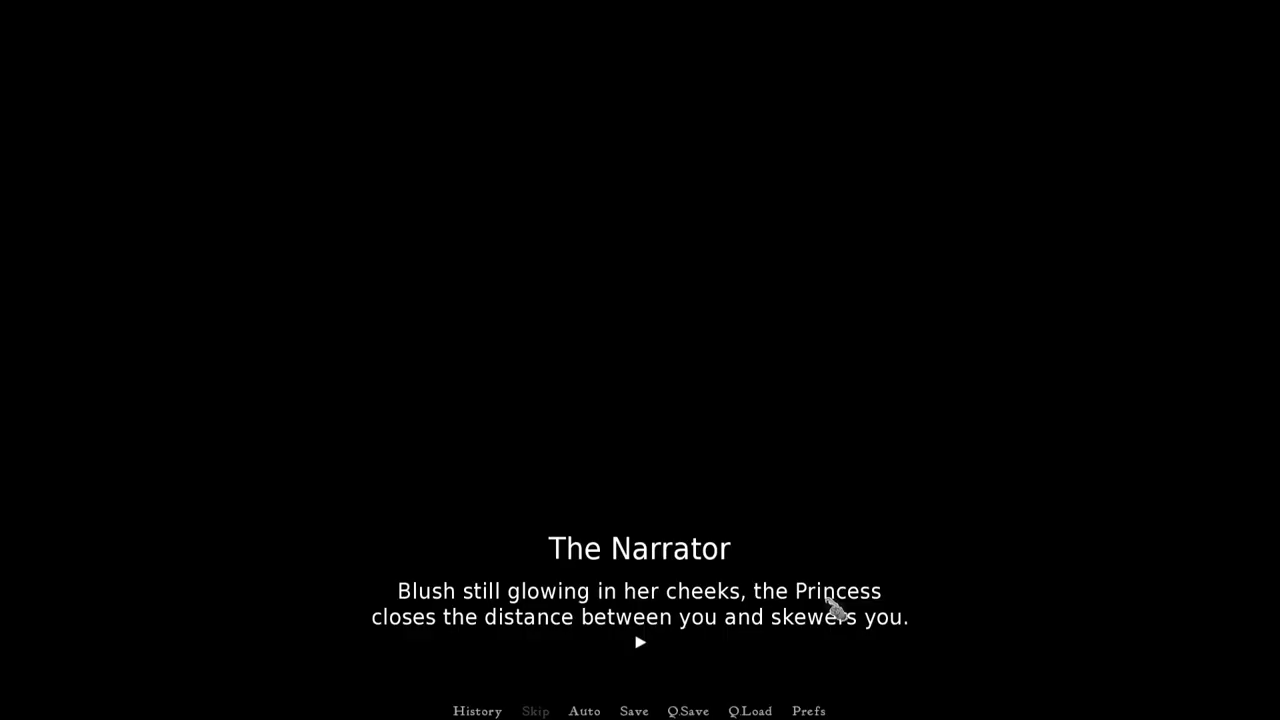 The Narrator
Blush still glowing in her cheeks, the Princess
closes the distance between you and skewers you.
History Skip Auto Save Q.Save Q.Load Prefs